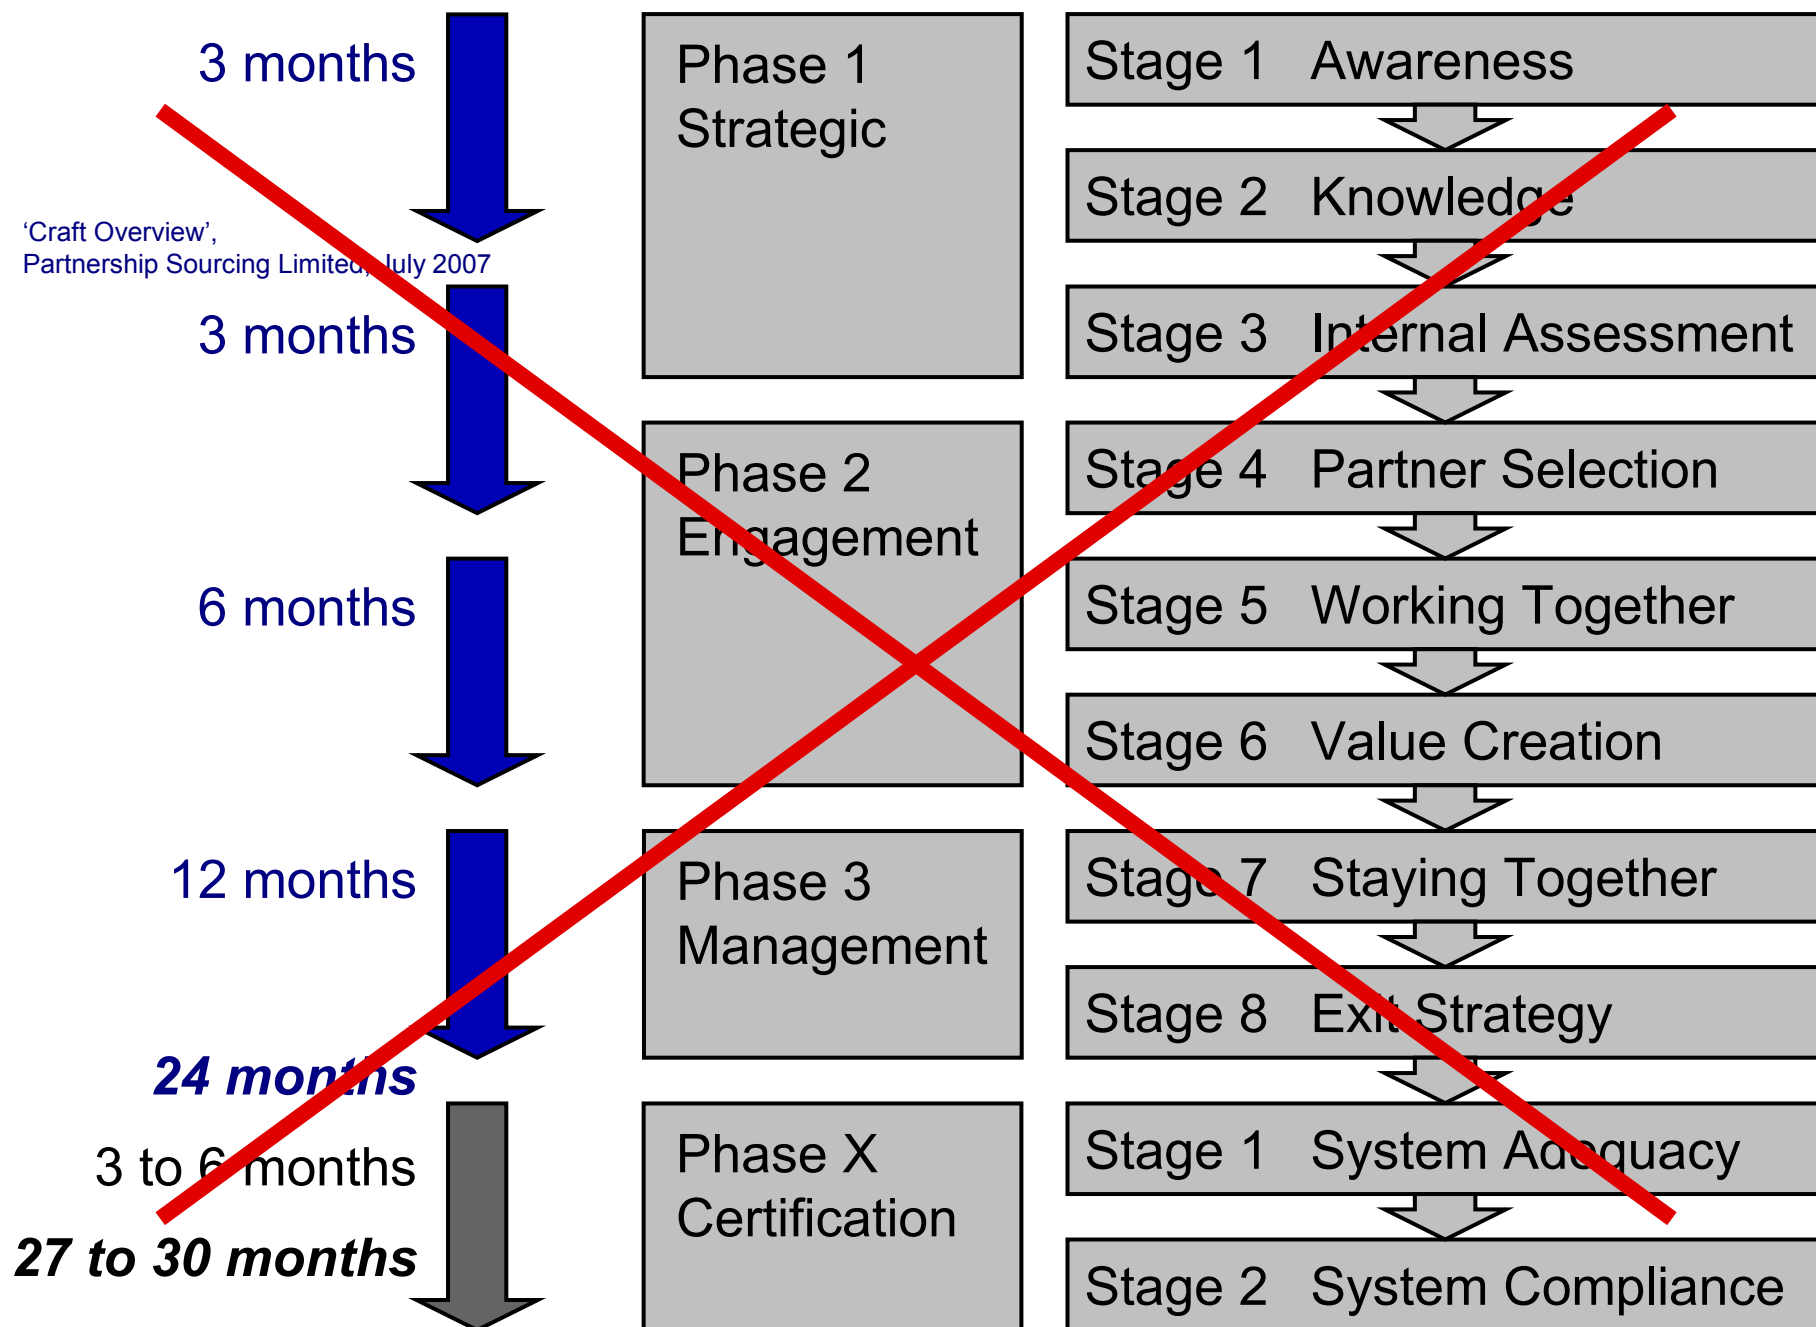 3 months
‘Craft Overview’,
Partnership Sourcing Limited, July 2007
3 months
6 months
12 months
24 months
3 to 6 months
27 to 30 months
Phase 1
Strategic
Phase 2
Engagement
Phase 3
Management
Phase X
Certification
Stage 1 Awareness
Stage 2 Knowledge
Stage 3 Internal Assessment
Stage 4 Partner Selection
Stage 5 Working Together
Stage 6 Value Creation
Stage 7 Staying Together
Stage 8 Exit Strategy
Stage 1 System Adequacy
Stage 2 System Compliance